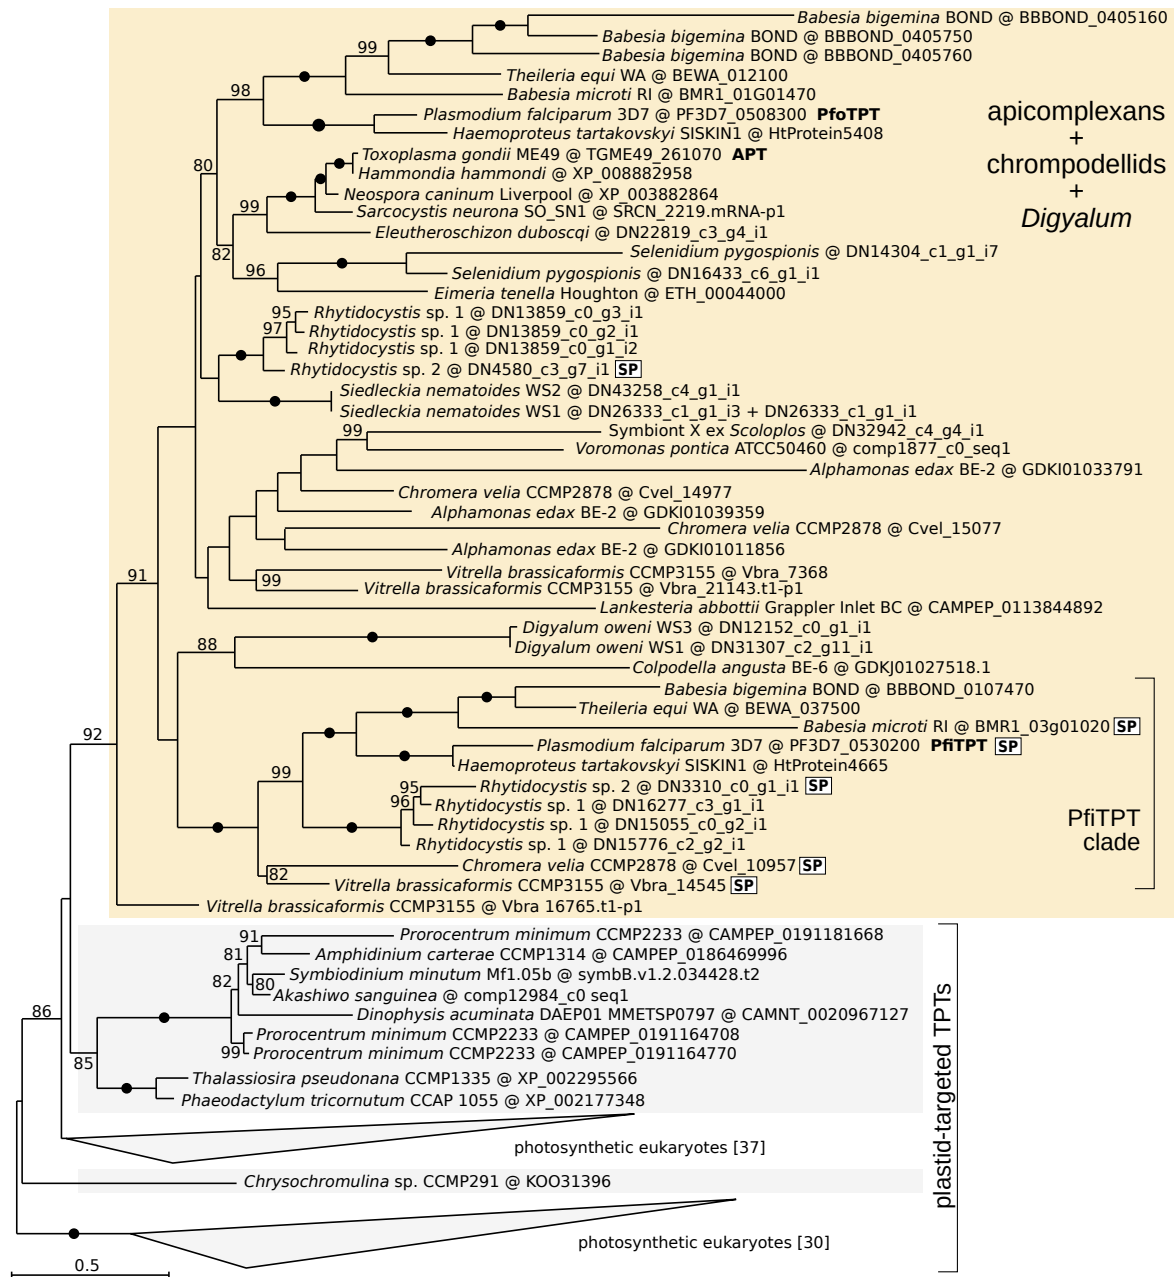 Babesia bigemina BOND @ BBBOND_0405160
Babesia bigemina BOND @ BBBOND_0405750
Babesia bigemina BOND @ BBBOND_0405760
99
Theileria equi WA @ BEWA_012100
Babesia microti RI @ BMR1_01G01470
98
Plasmodium falciparum 3D7 @ PF3D7_0508300 PfoTPT
Haemoproteus tartakovskyi SISKIN1 @ HtProtein5408
apicomplexans
+
chrompodellids
+
Digyalum
80
Toxoplasma gondii ME49 @ TGME49_261070 APT
Hammondia hammondi @ XP_008882958
Neospora caninum Liverpool @ XP_003882864
99
Sarcocystis neurona SO_SN1 @ SRCN_2219.mRNA-p1
Eleutheroschizon duboscqi @ DN22819_c3_g4_i1
82
Selenidium pygospionis @ DN14304_c1_g1_i7
96
Selenidium pygospionis @ DN16433_c6_g1_i1
Eimeria tenella Houghton @ ETH_00044000
95
Rhytidocystis sp. 1 @ DN13859_c0_g3_i1
97
Rhytidocystis sp. 1 @ DN13859_c0_g2_i1
Rhytidocystis sp. 1 @ DN13859_c0_g1_i2
Rhytidocystis sp. 2 @ DN4580_c3_g7_i1 SP
Siedleckia nematoides WS2 @ DN43258_c4_g1_i1
Siedleckia nematoides WS1 @ DN26333_c1_g1_i3 + DN26333_c1_g1_i1
99
Symbiont X ex Scoloplos @ DN32942_c4_g4_i1
Voromonas pontica ATCC50460 @ comp1877_c0_seq1
Alphamonas edax BE-2 @ GDKI01033791
Chromera velia CCMP2878 @ Cvel_14977
Alphamonas edax BE-2 @ GDKI01039359
Chromera velia CCMP2878 @ Cvel_15077
Alphamonas edax BE-2 @ GDKI01011856
91
Vitrella brassicaformis CCMP3155 @ Vbra_7368
99
Vitrella brassicaformis CCMP3155 @ Vbra_21143.t1-p1
Lankesteria abbottii Grappler Inlet BC @ CAMPEP_0113844892
88
Digyalum oweni WS3 @ DN12152_c0_g1_i1
Digyalum oweni WS1 @ DN31307_c2_g11_i1
Colpodella angusta BE-6 @ GDKJ01027518.1
Babesia bigemina BOND @ BBBOND_0107470
Theileria equi WA @ BEWA_037500
Babesia microti RI @ BMR1_03g01020 SP
92
Plasmodium falciparum 3D7 @ PF3D7_0530200 PfiTPT SP
Haemoproteus tartakovskyi SISKIN1 @ HtProtein4665
99
95
Rhytidocystis sp. 2 @ DN3310_c0_g1_i1 SP
96
Rhytidocystis sp. 1 @ DN16277_c3_g1_i1
Rhytidocystis sp. 1 @ DN15055_c0_g2_i1
Rhytidocystis sp. 1 @ DN15776_c2_g2_i1
PfiTPT
clade
Chromera velia CCMP2878 @ Cvel_10957 SP
82
Vitrella brassicaformis CCMP3155 @ Vbra_14545 SP
Vitrella brassicaformis CCMP3155 @ Vbra 16765.t1-p1
91
Prorocentrum minimum CCMP2233 @ CAMPEP_0191181668
81
Amphidinium carterae CCMP1314 @ CAMPEP_0186469996
82
Symbiodinium minutum Mf1.05b @ symbB.v1.2.034428.t2
80
Akashiwo sanguinea @ comp12984_c0 seq1
86
Dinophysis acuminata DAEP01 MMETSP0797 @ CAMNT_0020967127
Prorocentrum minimum CCMP2233 @ CAMPEP_0191164708
99
Prorocentrum minimum CCMP2233 @ CAMPEP_0191164770
85
Thalassiosira pseudonana CCMP1335 @ XP_002295566
Phaeodactylum tricornutum CCAP 1055 @ XP_002177348
plastid-targeted TPTs
photosynthetic eukaryotes [37]
Chrysochromulina sp. CCMP291 @ KOO31396
photosynthetic eukaryotes [30]
0.5